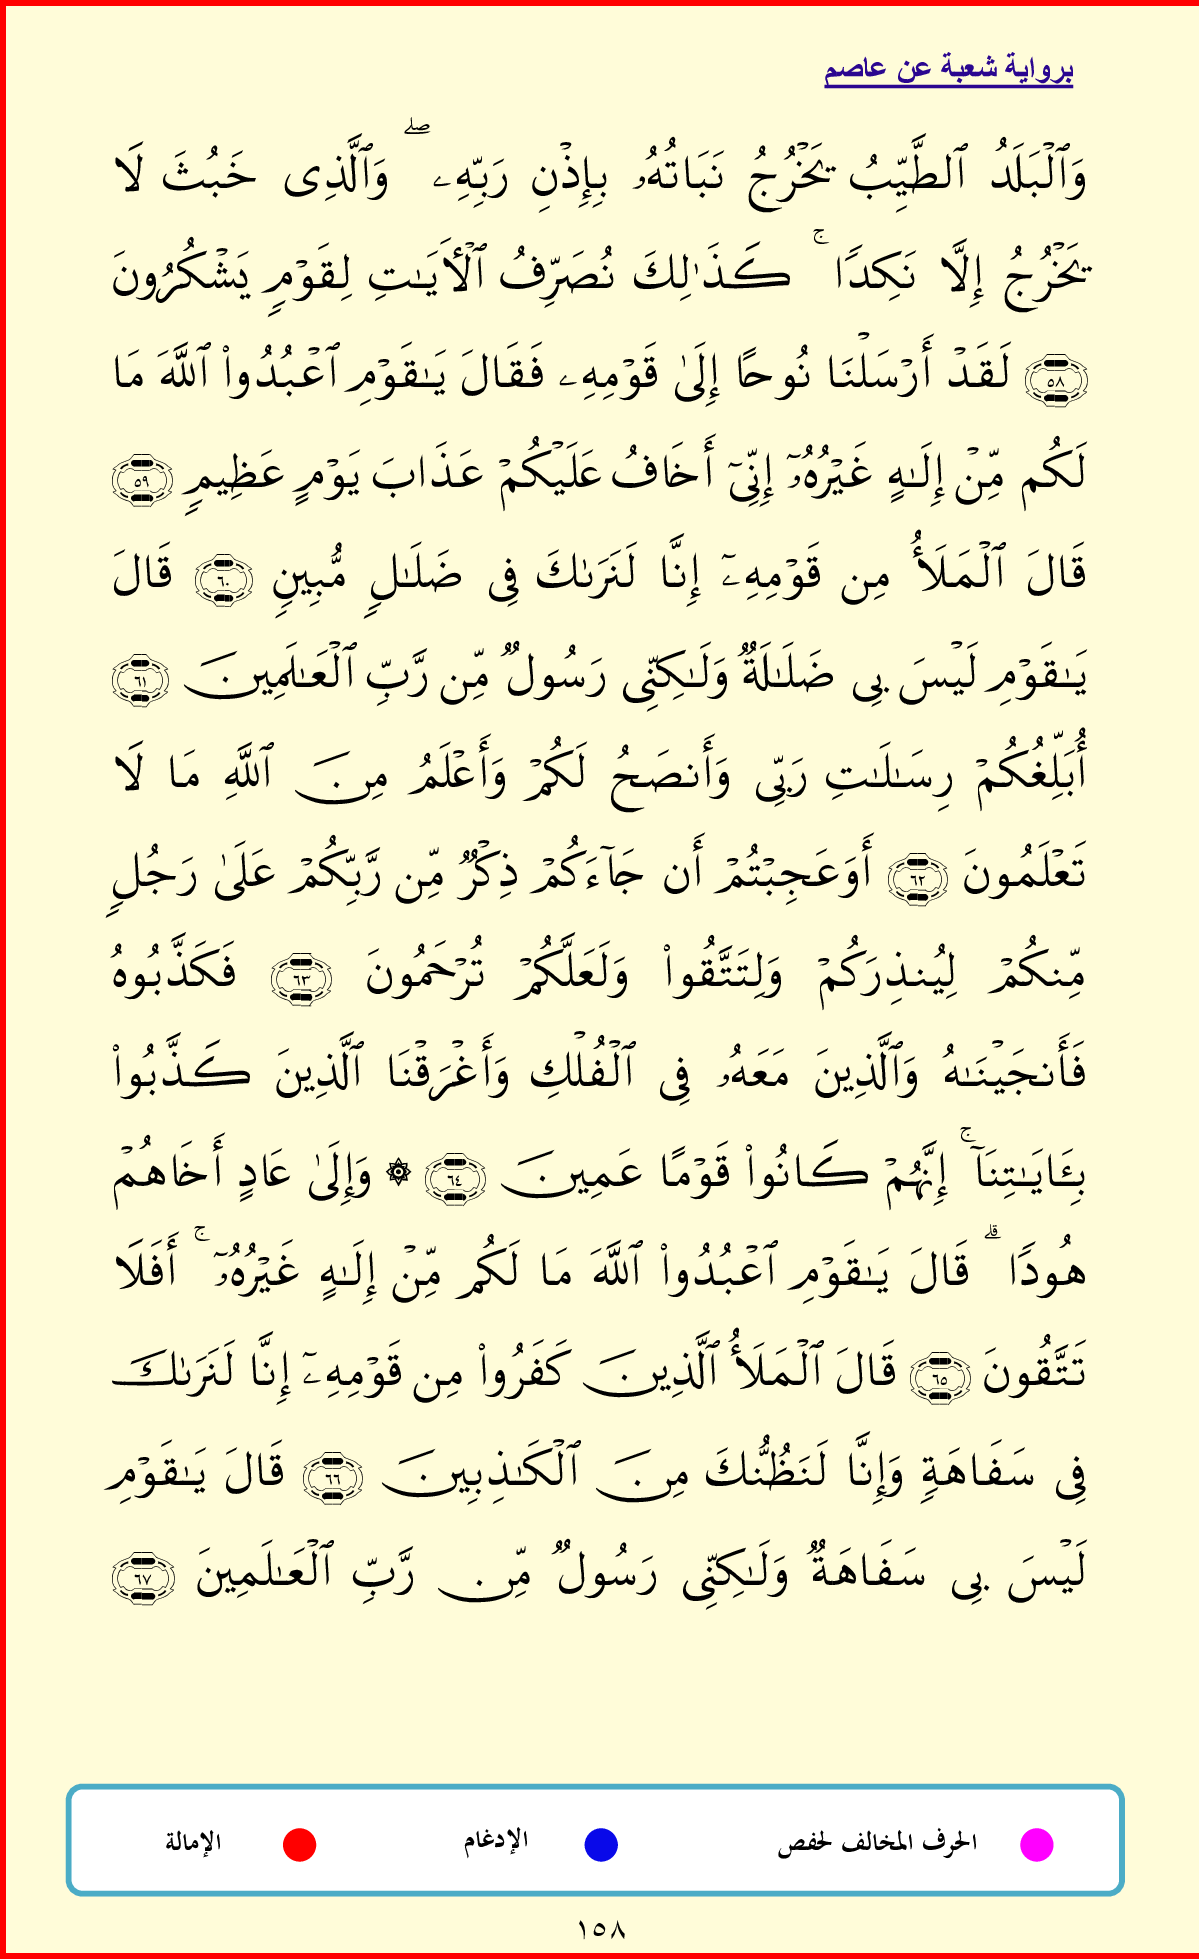 برواية شعبة عن عاصم
وَٱلۡبَلَدُ ٱلطَّيِّبُ يَخۡرُجُ نَبَاتُهُۥ بِإِذۡنِ رَبِّهِۦۖ وَٱلَّذِى خَبُثَ لَا
يَخۡرُجُ إِلَّا نَكِدًاۚ كَذَٰلِكَ نُصَرِّفُ ٱلۡأٓيَٰتِ لِقَوۡمٍ يَشۡكُرُونَ
۝٥٨ لَقَدۡ أَرۡسَلۡنَا نُوحًا إِلَىٰ قَوۡمِهِۦ فَقَالَ يَٰقَوۡمِ ٱعۡبُدُوا۟ ٱللَّهَ مَا
لَكُم مِّنۡ إِلَٰهٍ غَيۡرُهُۥٓ إِنِّىٓ أَخَافُ عَلَيۡكُمۡ عَذَابَ يَوۡمٍ عَظِيمٍ ۝٥٩
قَالَ ٱلۡمَلَأُ مِن قَوۡمِهِۦٓ إِنَّا لَنَرَىٰكَ فِى ضَلَٰلٍ مُّبِينٍ ۝٦٠ قَالَ
يَٰقَوۡمِ لَيۡسَ بِى ضَلَٰلَةٌ وَلَٰكِنِّى رَسُولٌ مِّن رَّبِّ ٱلۡعَٰلَمِينَ ۝٦١
أُبَلِّغُكُمۡ رِسَٰلَٰتِ رَبِّى وَأَنصَحُ لَكُمۡ وَأَعۡلَمُ مِنَ ٱللَّهِ مَا لَا
تَعۡلَمُونَ ۝٦٢ أَوَعَجِبۡتُمۡ أَن جَآءَكُمۡ ذِكۡرٌ مِّن رَّبِّكُمۡ عَلَىٰ رَجُلٍ
مِّنكُمۡ لِيُنذِرَكُمۡ وَلِتَتَّقُوا۟ وَلَعَلَّكُمۡ تُرۡحَمُونَ ۝٦٣ فَكَذَّبُوهُ
فَأَنجَيۡنَٰهُ وَٱلَّذِينَ مَعَهُۥ فِى ٱلۡفُلۡكِ وَأَغۡرَقۡنَا ٱلَّذِينَ كَذَّبُوا۟
بِـَٔايَٰتِنَآۚ إِنَّهُمۡ كَانُوا۟ قَوۡمًا عَمِينَ ۝٦٤ ۞ وَإِلَىٰ عَادٍ أَخَاهُمۡ
هُودًاۗ قَالَ يَٰقَوۡمِ ٱعۡبُدُوا۟ ٱللَّهَ مَا لَكُم مِّنۡ إِلَٰهٍ غَيۡرُهُۥٓۚ أَفَلَا
تَتَّقُونَ ۝٦٥ قَالَ ٱلۡمَلَأُ ٱلَّذِينَ كَفَرُوا۟ مِن قَوۡمِهِۦٓ إِنَّا لَنَرَىٰكَ
فِى سَفَاهَةٍ وَإِنَّا لَنَظُنُّكَ مِنَ ٱلۡكَٰذِبِينَ ۝٦٦ قَالَ يَٰقَوۡمِ
لَيۡسَ بِى سَفَاهَةٌ وَلَٰكِنِّى رَسُولٌ مِّن رَّبِّ ٱلۡعَٰلَمِينَ ۝٦٧
الحرف المخالف لحفص الإدغام الإمالة
١٥٨